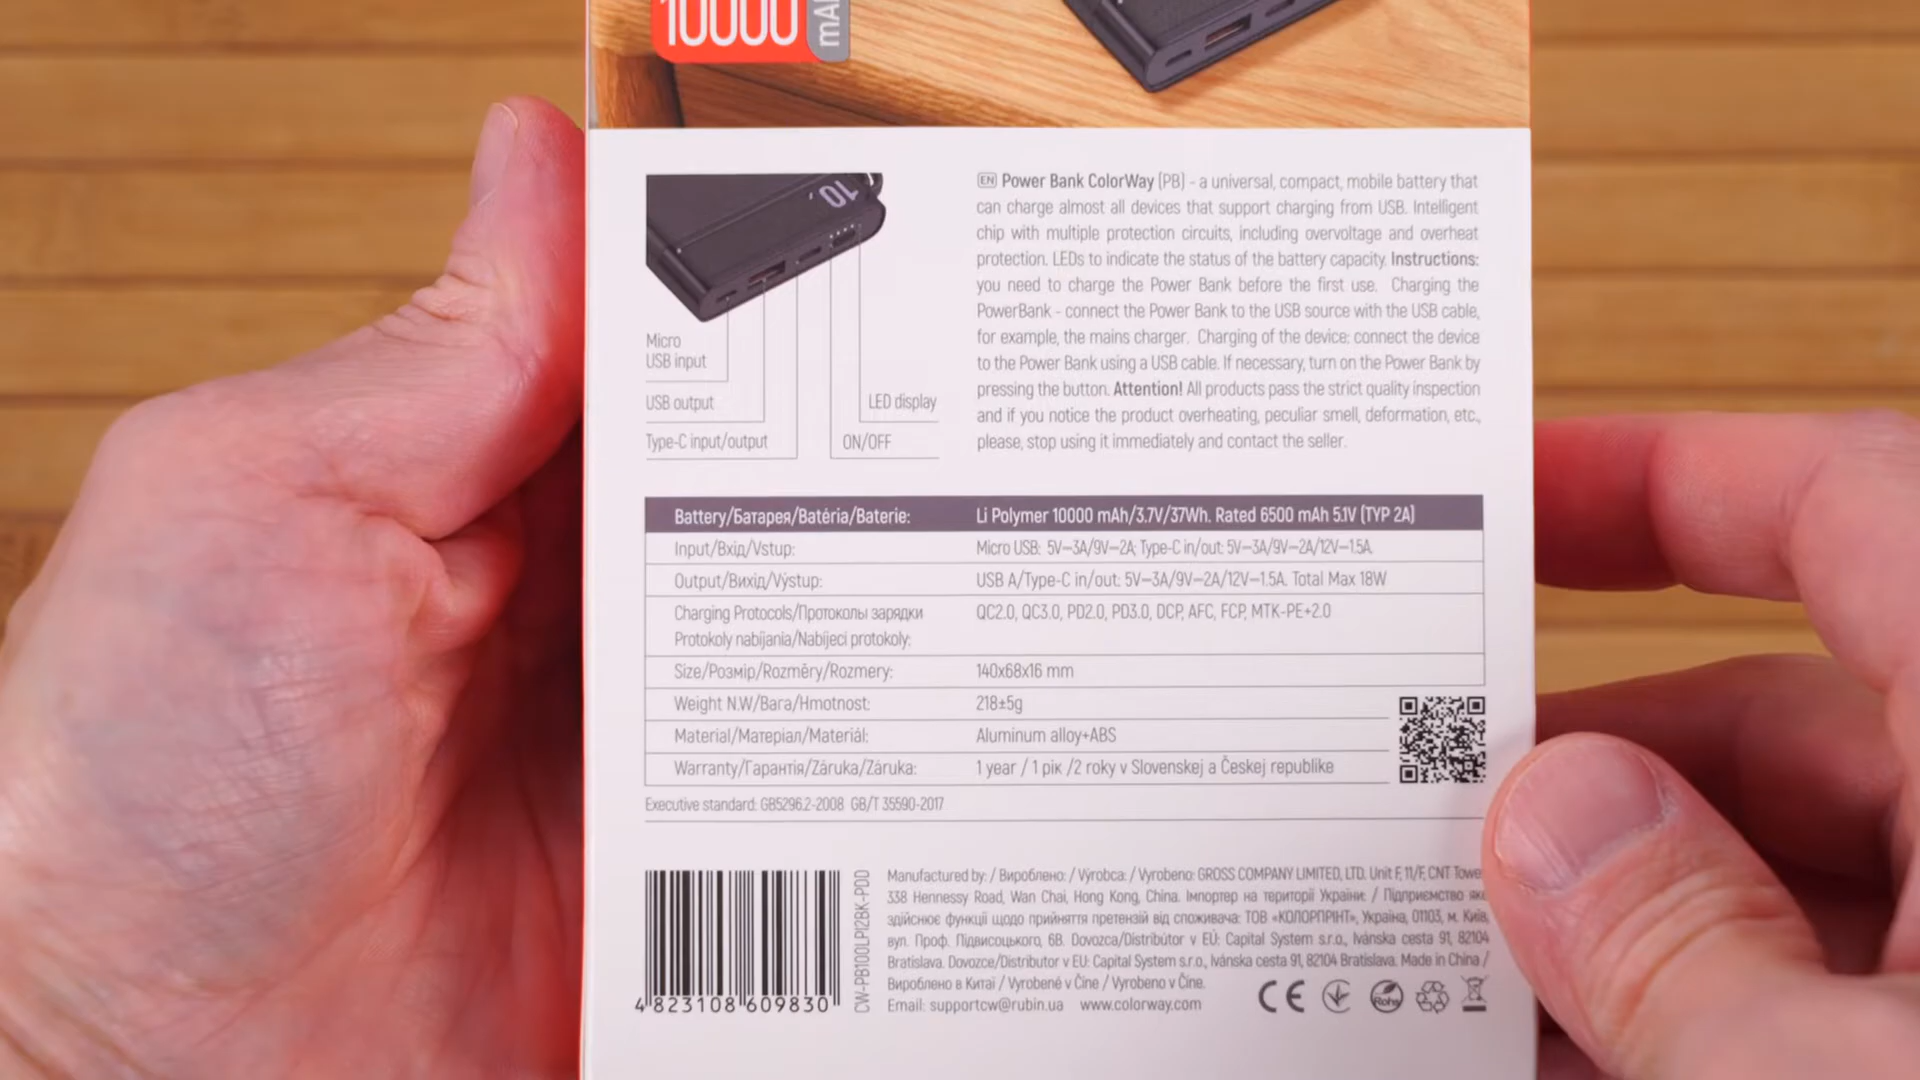 10000 mAh
10
Micro
USB input
USB output
Type-C input/output
LED display
ON/OFF
EN Power Bank ColorWay (PB) - a universal, compact, mobile battery that
can charge almost all devices that support charging from USB. Intelligent
chip with multiple protection circuits, including overvoltage and overheat
protection. LEDs to indicate the status of the battery capacity. Instructions:
you need to charge the Power Bank before the first use. Charging the
PowerBank - connect the Power Bank to the USB source with the USB cable,
for example, the mains charger. Charging of the device: connect the device
to the Power Bank using a USB cable. If necessary, turn on the Power Bank by
pressing the button. Attention! All products pass the strict quality inspection
and if you notice the product overheating, peculiar smell, deformation, etc.,
please, stop using it immediately and contact the seller.
Battery/Батарея/Batéria/Baterie: Li Polymer 10000 mAh/3.7V/37Wh. Rated 6500 mAh 5.1V (TYP 2A)
Input/Вхід/Vstup: Micro USB: 5V⎓3A/9V⎓2A; Type-C in/out: 5V⎓3A/9V⎓2A/12V⎓1.5A.
Output/Вихід/Výstup: USB A/Type-C in/out: 5V⎓3A/9V⎓2A/12V⎓1.5A. Total Max 18W
Charging Protocols/Протоколы зарядки QC2.0, QC3.0, PD2.0, PD3.0, DCP, AFC, FCP, MTK-PE+2.0
Protokoly nabíjania/Nabíjecí protokoly:
Size/Розмір/Rozměry/Rozmery: 140x68x16 mm
Weight N.W/Вага/Hmotnost: 218±5g
Material/Матеріал/Materiál: Aluminum alloy+ABS
Warranty/Гарантія/Záruka/Záruka: 1 year / 1 рік /2 roky v Slovenskej a Českej republike
Executive standard: GB5296.2-2008 GB/T 35590-2017
4 823108 609830
CW-PB100LPI2BK-PDD
Manufactured by: / Вироблено: / Výrobca: / Vyrobeno: GROSS COMPANY LIMITED, LTD. Unit F, 11/F, CNT Towe
338 Hennessy Road, Wan Chai, Hong Kong, China. Імпортер на території України: / Підприємство як
здійснює функції щодо прийняття претензій від споживача: ТОВ «КОЛОРПРІНТ», Україна, 01103, м. Київ,
вул. Проф. Підвисоцького, 6В. Dovozca/Distribútor v EÚ: Capital System s.r.o., Ivánska cesta 91, 82104
Bratislava. Dovozce/Distributor v EU: Capital System s.r.o., Ivánska cesta 91, 82104 Bratislava. Made in China /
Вироблено в Китаї / Vyrobené v Číne / Vyrobeno v Číne.
Email: supportcw@rubin.ua www.colorway.com
CE RoHS